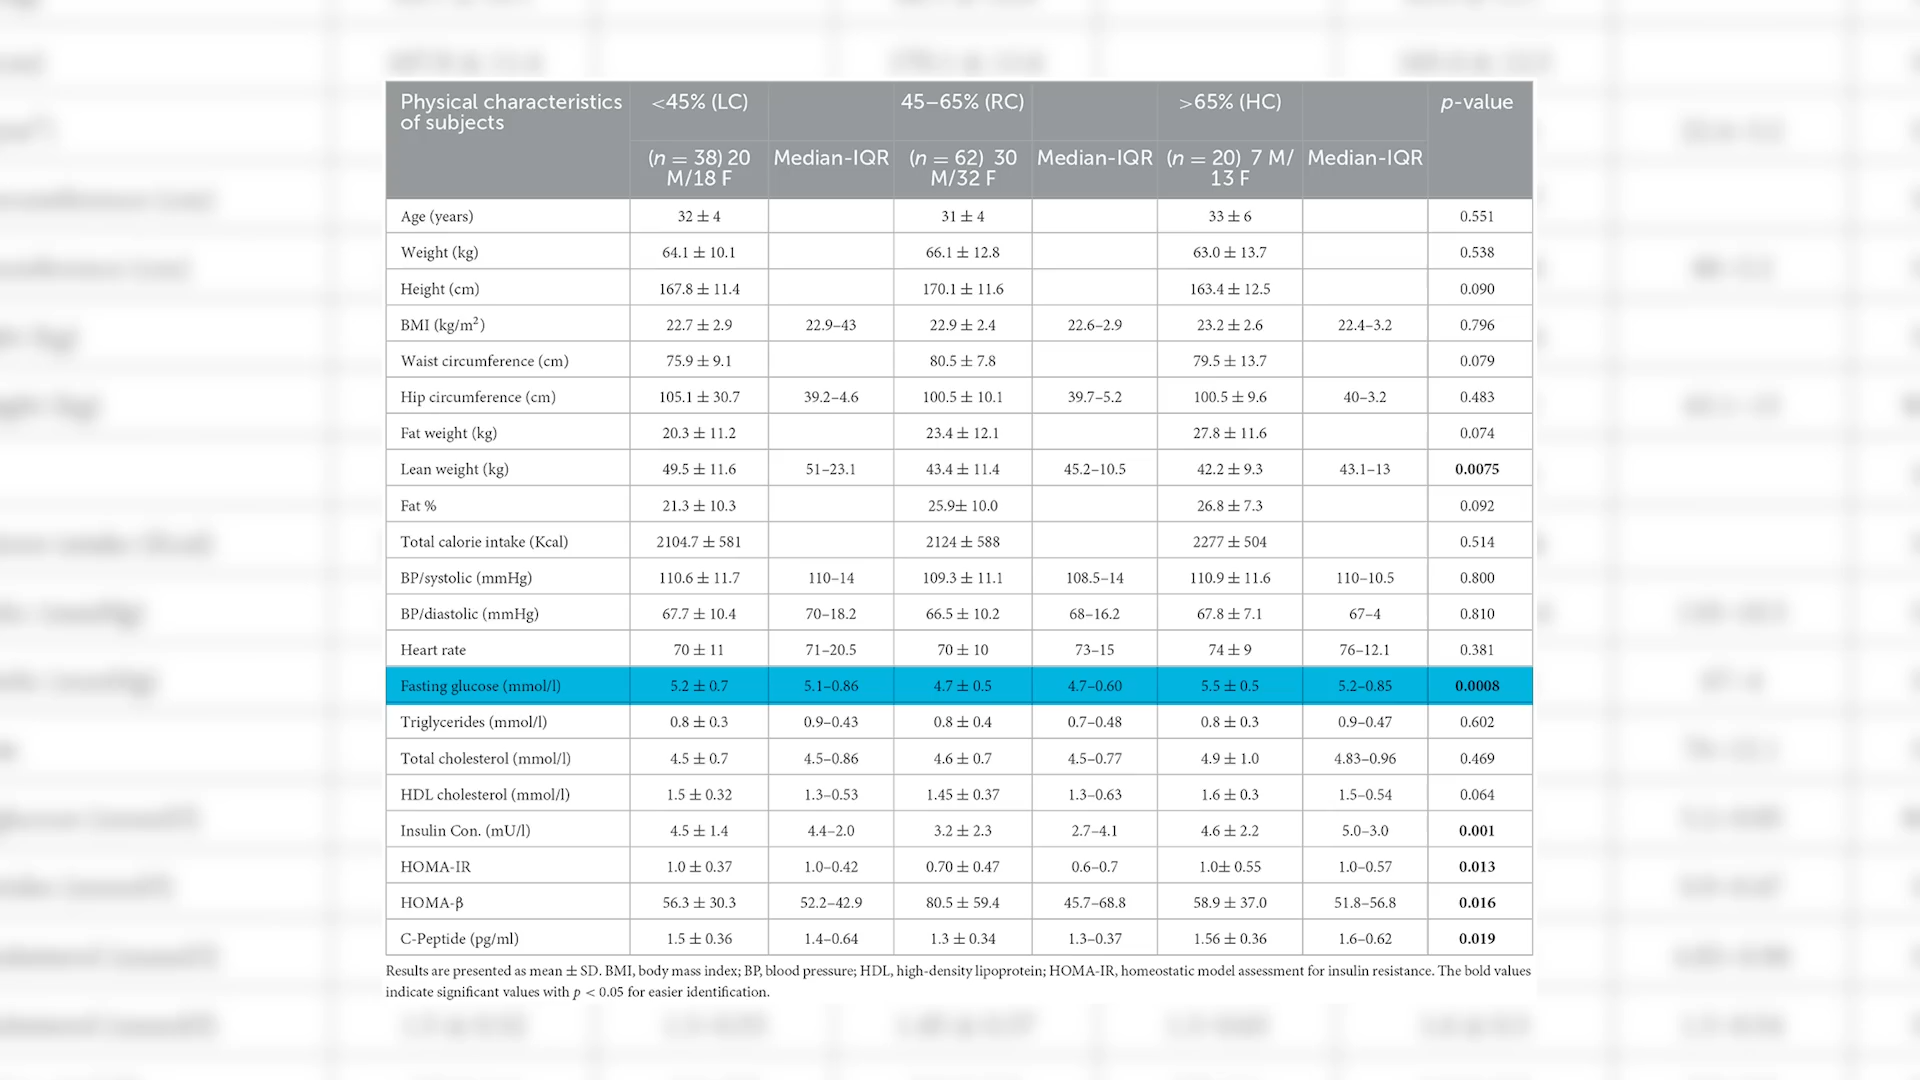 Physical characteristics of subjects <45% (LC) 45–65% (RC) >65% (HC) p-value
(n = 38) 20 M/18 F Median-IQR (n = 62) 30 M/32 F Median-IQR (n = 20) 7 M/13 F Median-IQR
Age (years) 32 ± 4 31 ± 4 33 ± 6 0.551
Weight (kg) 64.1 ± 10.1 66.1 ± 12.8 63.0 ± 13.7 0.538
Height (cm) 167.8 ± 11.4 170.1 ± 11.6 163.4 ± 12.5 0.090
BMI (kg/m²) 22.7 ± 2.9 22.9–43 22.9 ± 2.4 22.6–2.9 23.2 ± 2.6 22.4–3.2 0.796
Waist circumference (cm) 75.9 ± 9.1 80.5 ± 7.8 79.5 ± 13.7 0.079
Hip circumference (cm) 105.1 ± 30.7 39.2–4.6 100.5 ± 10.1 39.7–5.2 100.5 ± 9.6 40–3.2 0.483
Fat weight (kg) 20.3 ± 11.2 23.4 ± 12.1 27.8 ± 11.6 0.074
Lean weight (kg) 49.5 ± 11.6 51–23.1 43.4 ± 11.4 45.2–10.5 42.2 ± 9.3 43.1–13 0.0075
Fat % 21.3 ± 10.3 25.9± 10.0 26.8 ± 7.3 0.092
Total calorie intake (Kcal) 2104.7 ± 581 2124 ± 588 2277 ± 504 0.514
BP/systolic (mmHg) 110.6 ± 11.7 110–14 109.3 ± 11.1 108.5–14 110.9 ± 11.6 110–10.5 0.800
BP/diastolic (mmHg) 67.7 ± 10.4 70–18.2 66.5 ± 10.2 68–16.2 67.8 ± 7.1 67–4 0.810
Heart rate 70 ± 11 71–20.5 70 ± 10 73–15 74 ± 9 76–12.1 0.381
Fasting glucose (mmol/l) 5.2 ± 0.7 5.1–0.86 4.7 ± 0.5 4.7–0.60 5.5 ± 0.5 5.2–0.85 0.0008
Triglycerides (mmol/l) 0.8 ± 0.3 0.9–0.43 0.8 ± 0.4 0.7–0.48 0.8 ± 0.3 0.9–0.47 0.602
Total cholesterol (mmol/l) 4.5 ± 0.7 4.5–0.86 4.6 ± 0.7 4.5–0.77 4.9 ± 1.0 4.83–0.96 0.469
HDL cholesterol (mmol/l) 1.5 ± 0.32 1.3–0.53 1.45 ± 0.37 1.3–0.63 1.6 ± 0.3 1.5–0.54 0.064
Insulin Con. (mU/l) 4.5 ± 1.4 4.4–2.0 3.2 ± 2.3 2.7–4.1 4.6 ± 2.2 5.0–3.0 0.001
HOMA-IR 1.0 ± 0.37 1.0–0.42 0.70 ± 0.47 0.6–0.7 1.0± 0.55 1.0–0.57 0.013
HOMA-β 56.3 ± 30.3 52.2–42.9 80.5 ± 59.4 45.7–68.8 58.9 ± 37.0 51.8–56.8 0.016
C-Peptide (pg/ml) 1.5 ± 0.36 1.4–0.64 1.3 ± 0.34 1.3–0.37 1.56 ± 0.36 1.6–0.62 0.019
Results are presented as mean ± SD. BMI, body mass index; BP, blood pressure; HDL, high-density lipoprotein; HOMA-IR, homeostatic model assessment for insulin resistance. The bold values
indicate significant values with p < 0.05 for easier identification.